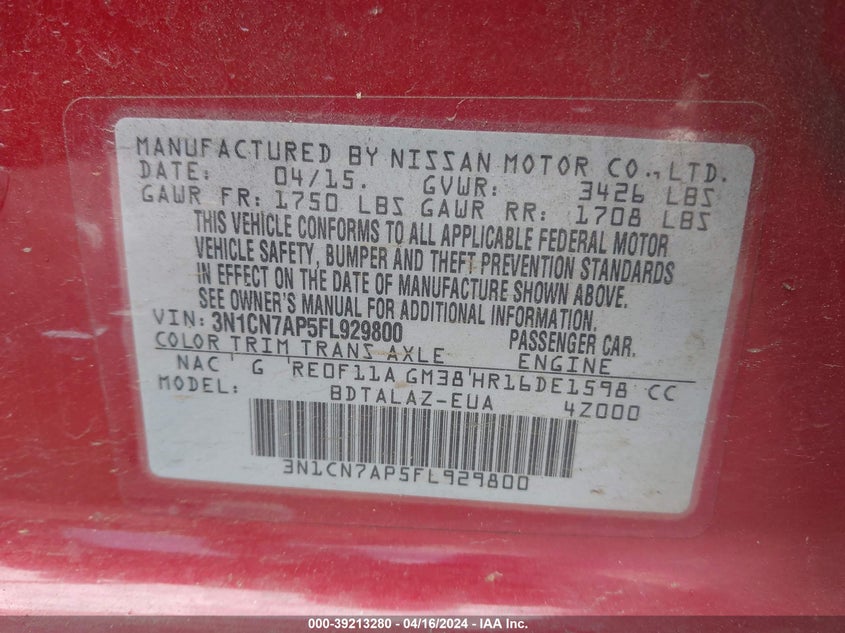 MANUFACTURED BY NISSAN MOTOR CO., LTD.
DATE: 04/15. GVWR: 3426 LBS
GAWR FR: 1750 LBS GAWR RR: 1708 LBS
THIS VEHICLE CONFORMS TO ALL APPLICABLE FEDERAL MOTOR
VEHICLE SAFETY, BUMPER AND THEFT PREVENTION STANDARDS
IN EFFECT ON THE DATE OF MANUFACTURE SHOWN ABOVE.
SEE OWNER'S MANUAL FOR ADDITIONAL INFORMATION.
VIN: 3N1CN7AP5FL929800 PASSENGER CAR.
COLOR TRIM TRANS AXLE ENGINE
NAC G RE0F11A GM38 HR16DE1598 CC
MODEL: BDTALAZ-EUA 4Z000
3N1CN7AP5FL929800
000-39213280 - 04/16/2024 - IAA Inc.